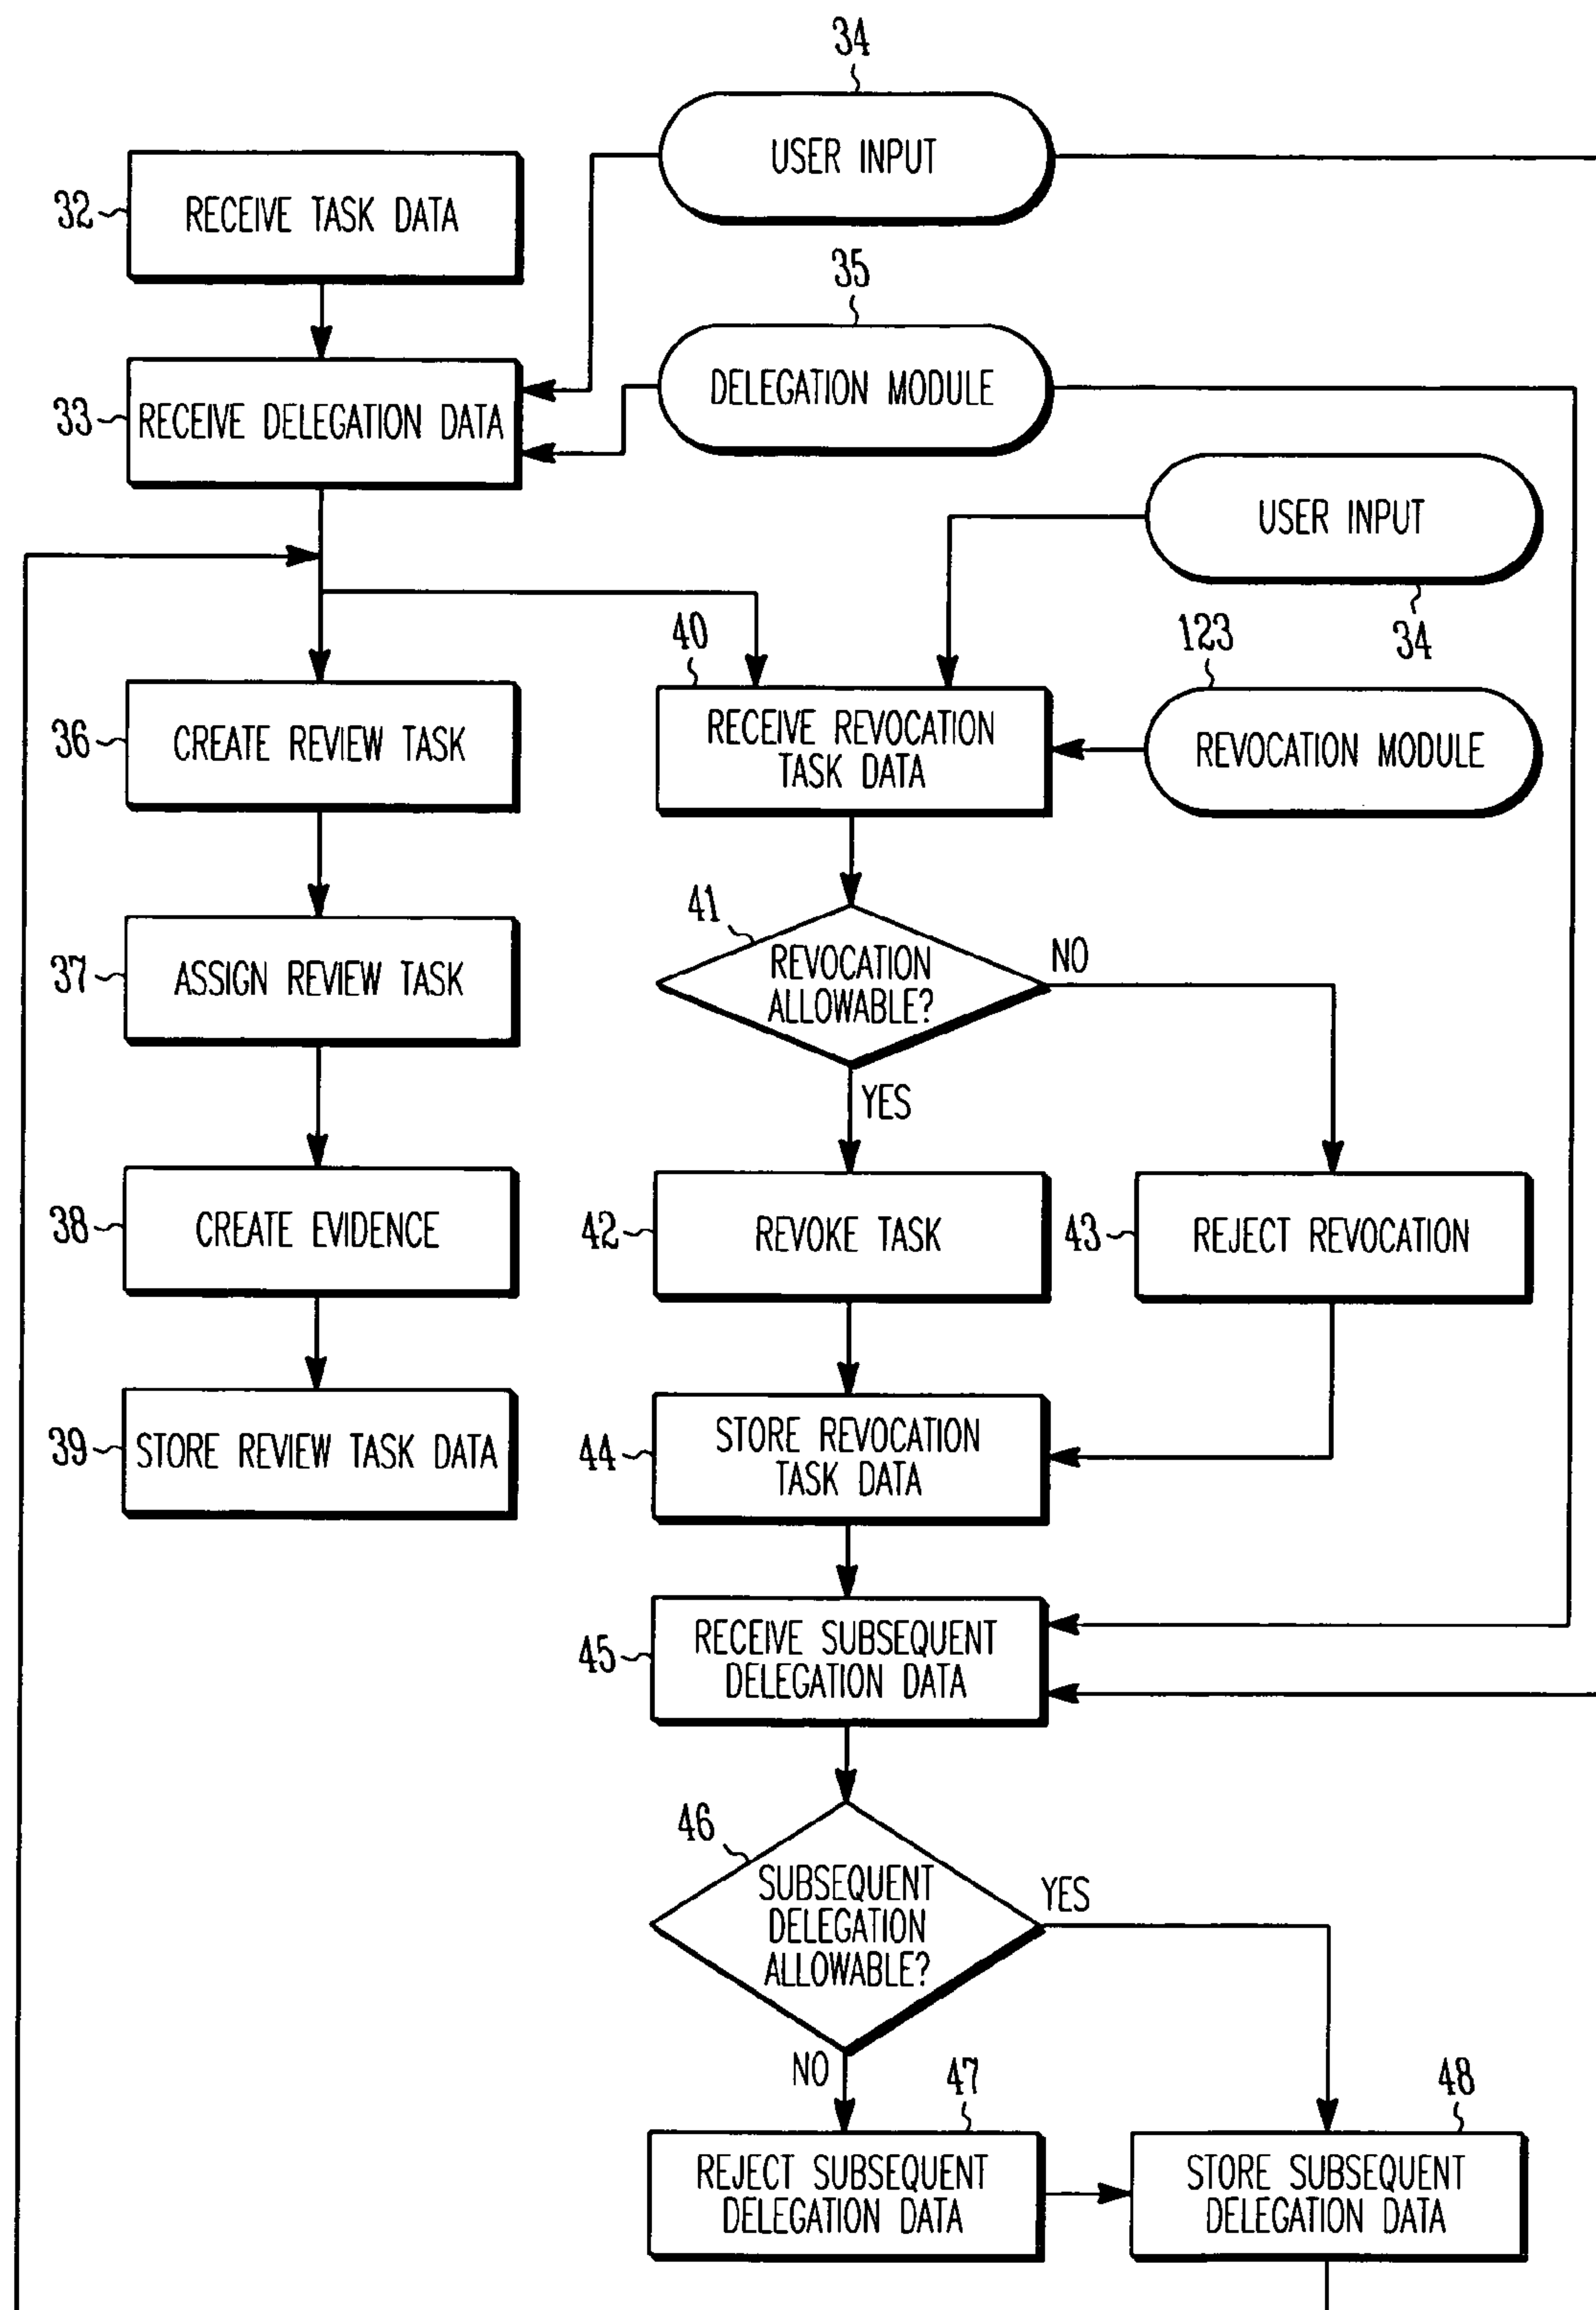 34
USER INPUT
32
RECEIVE TASK DATA
35
DELEGATION MODULE
33
RECEIVE DELEGATION DATA
USER INPUT
34
40
123
36
CREATE REVIEW TASK
RECEIVE REVOCATION
TASK DATA
REVOCATION MODULE
41
REVOCATION
ALLOWABLE?
NO
YES
37
ASSIGN REVIEW TASK
38
CREATE EVIDENCE
42
REVOKE TASK
43
REJECT REVOCATION
39
STORE REVIEW TASK DATA
44
STORE REVOCATION
TASK DATA
45
RECEIVE SUBSEQUENT
DELEGATION DATA
46
SUBSEQUENT
DELEGATION
ALLOWABLE?
YES
NO
47
REJECT SUBSEQUENT
DELEGATION DATA
48
STORE SUBSEQUENT
DELEGATION DATA